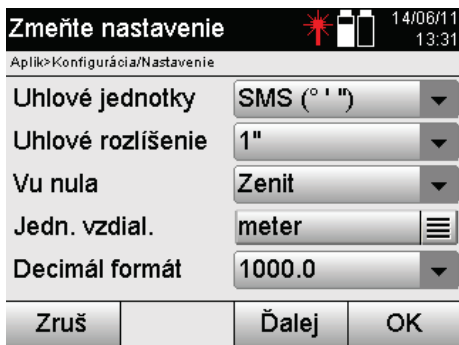 Zmeňte nastavenie 14/06/11
13:31
Aplik>Konfigurácia/Nastavenie
Uhlové jednotky SMS (° ' ")
Uhlové rozlíšenie 1"
Vu nula Zenit
Jedn. vzdial. meter
Decimál formát 1000.0
Zruš Ďalej OK